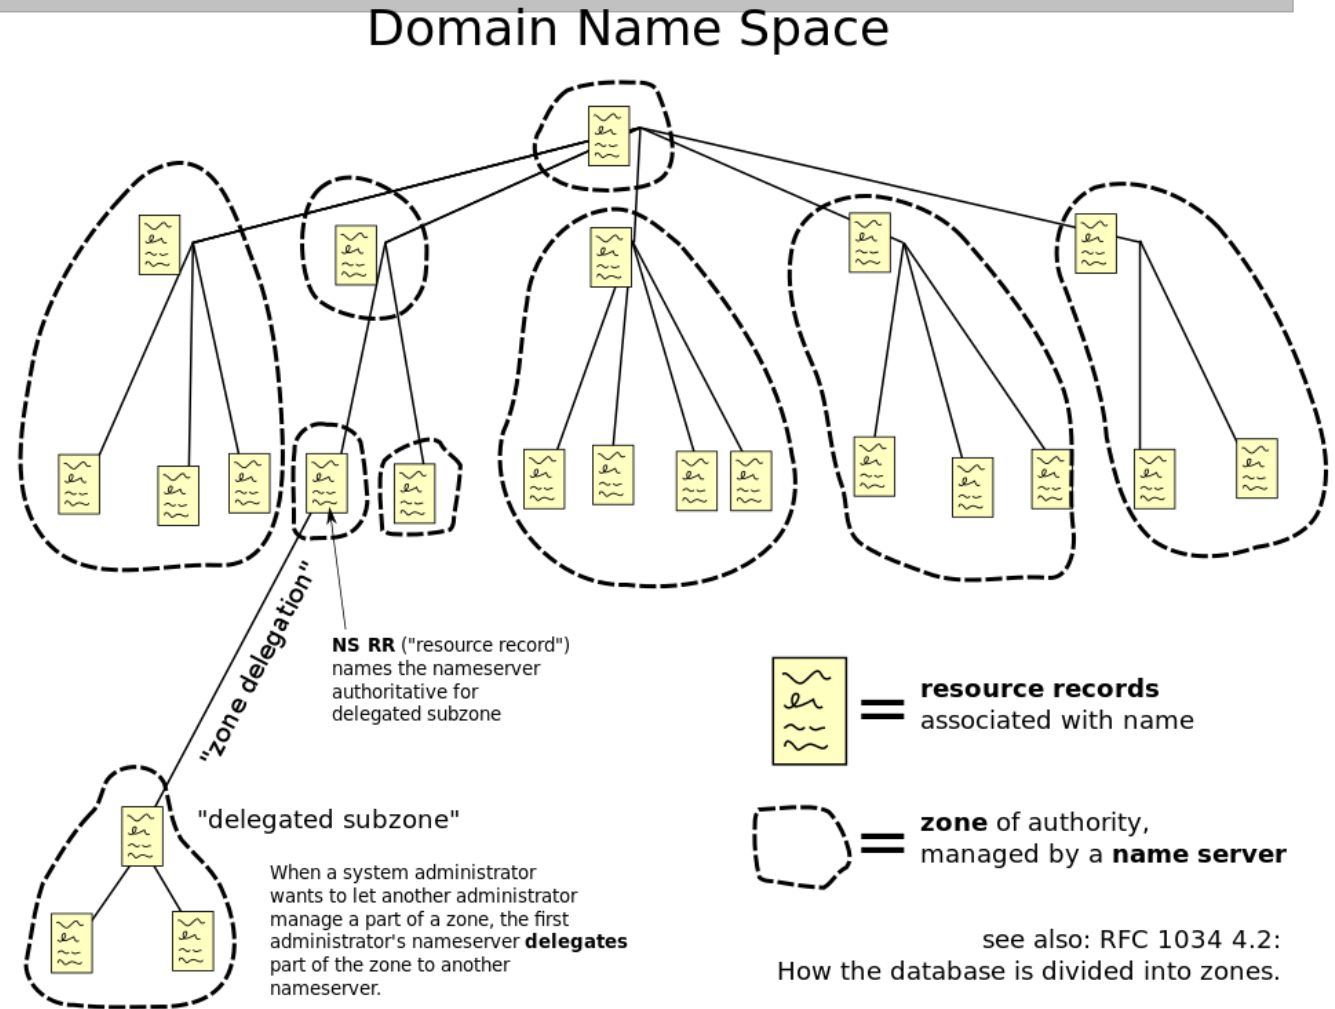 Domain Name Space
"zone delegation"
NS RR ("resource record")
names the nameserver
authoritative for
delegated subzone
resource records
associated with name
"delegated subzone"
zone of authority,
managed by a name server
When a system administrator
wants to let another administrator
manage a part of a zone, the first
administrator's nameserver delegates
part of the zone to another
nameserver.
see also: RFC 1034 4.2:
How the database is divided into zones.